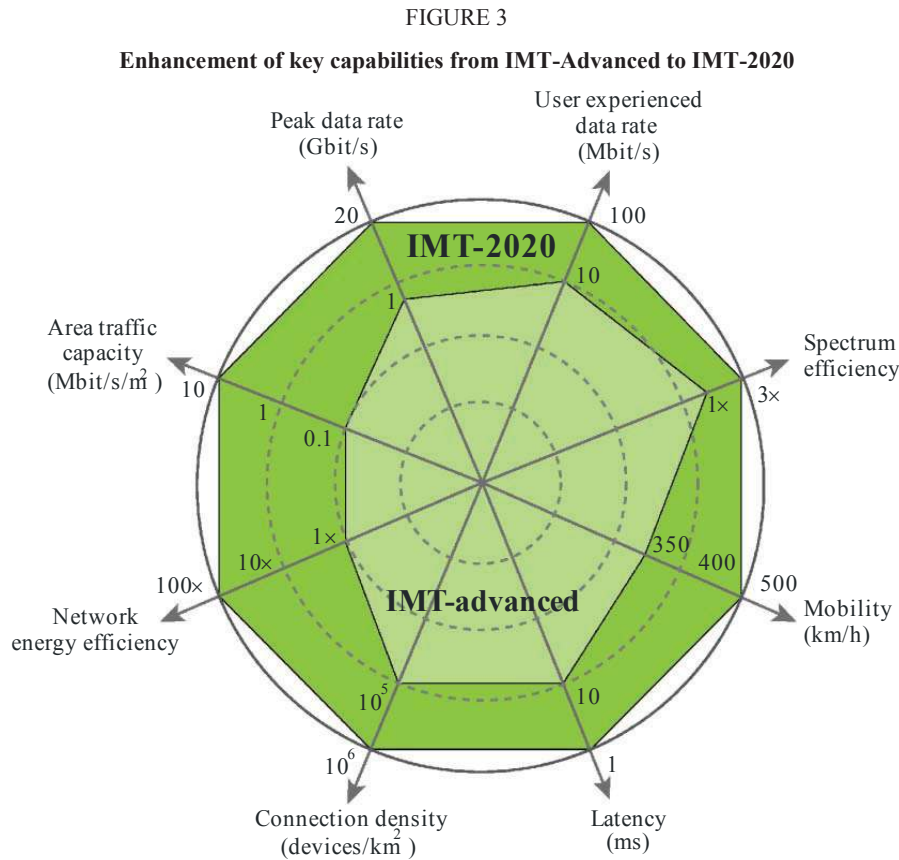 FIGURE 3
Enhancement of key capabilities from IMT-Advanced to IMT-2020
User experienced
data rate
(Mbit/s)
Peak data rate
(Gbit/s)
20
100
IMT-2020
10
1
Area traffic
capacity
(Mbit/s/m²)
Spectrum
efficiency
10
1
0.1
1×
3×
1×
10×
100×
350
400
500
Network
energy efficiency
IMT-advanced
Mobility
(km/h)
10⁵
10
10⁶
1
Connection density
(devices/km²)
Latency
(ms)